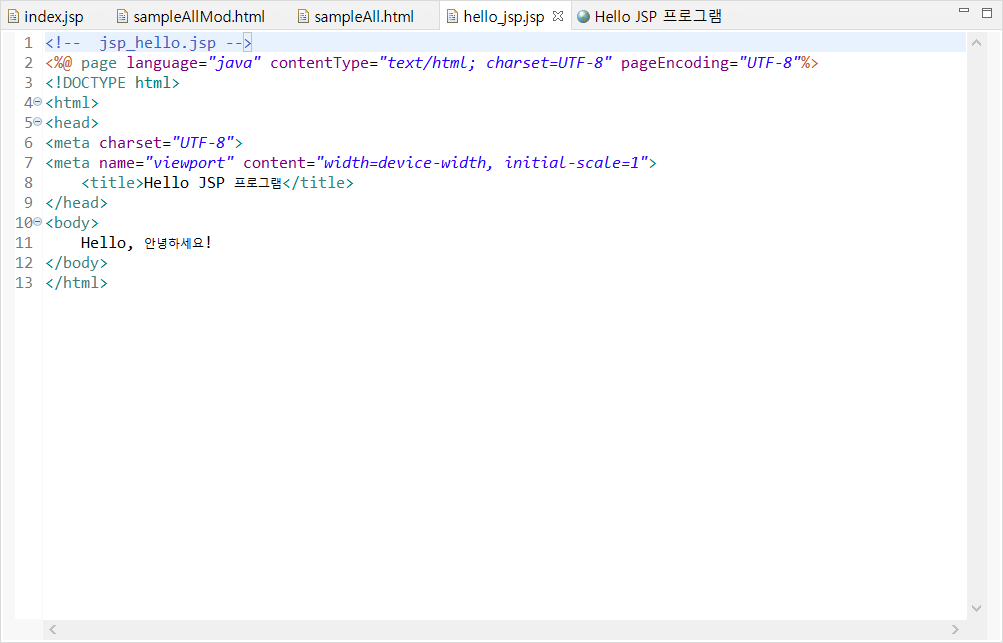 index.jsp sampleAllMod.html sampleAll.html hello_jsp.jsp Hello JSP 프로그램
1 <!--  jsp_hello.jsp -->
2 <%@ page language="java" contentType="text/html; charset=UTF-8" pageEncoding="UTF-8"%>
3 <!DOCTYPE html>
4 <html>
5 <head>
6 <meta charset="UTF-8">
7 <meta name="viewport" content="width=device-width, initial-scale=1">
8     <title>Hello JSP 프로그램</title>
9 </head>
10 <body>
11     Hello, 안녕하세요!
12 </body>
13 </html>